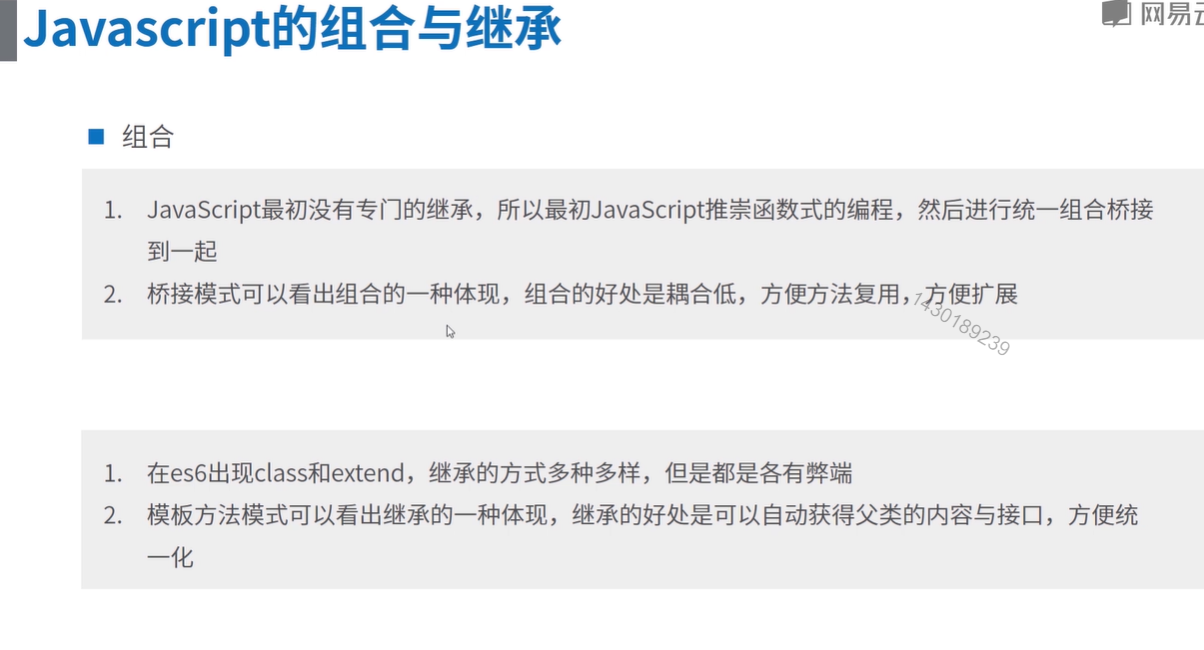 Javascript的组合与继承
网易云
组合
1. JavaScript最初没有专门的继承，所以最初JavaScript推崇函数式的编程，然后进行统一组合桥接
到一起
2. 桥接模式可以看出组合的一种体现，组合的好处是耦合低，方便方法复用，方便扩展
1430189239
1. 在es6出现class和extend，继承的方式多种多样，但是都是各有弊端
2. 模板方法模式可以看出继承的一种体现，继承的好处是可以自动获得父类的内容与接口，方便统
一化